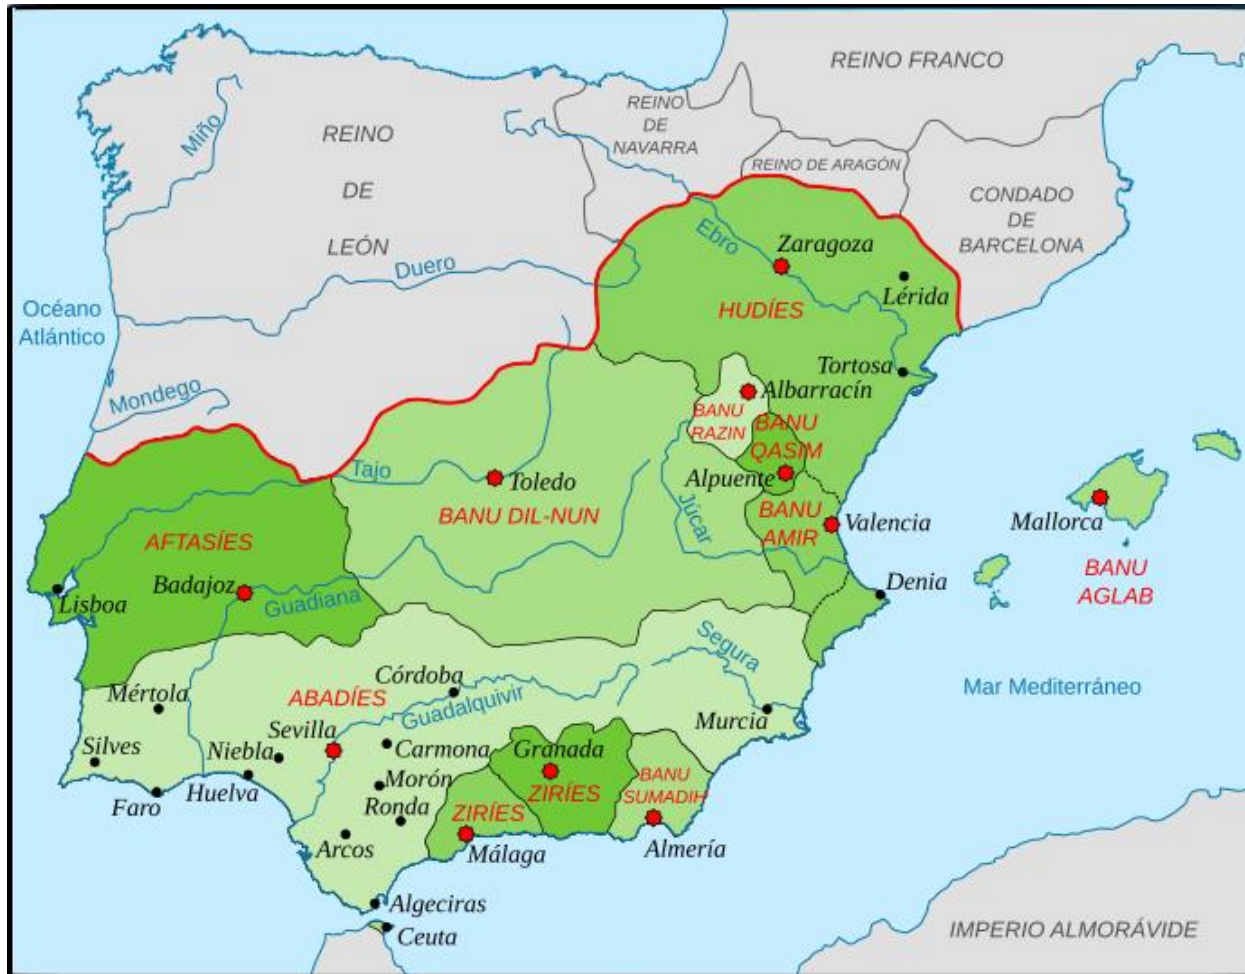 REINO FRANCO
REINO
DE
NAVARRA
REINO DE ARAGÓN
CONDADO
DE
BARCELONA
REINO
DE
LEÓN
Miño
Duero
Ebro
Zaragoza
Lérida
HUDÍES
Océano
Atlántico
Mondego
Tortosa
Albarracín
BANU
RAZIN
BANU
QASIM
Alpuente
Tajo
Toledo
BANU DIL-NUN
Júcar
BANU
AMIR
Valencia
Mallorca
BANU
AGLAB
AFTASÍES
Badajoz
Lisboa
Guadiana
Denia
Segura
Mar Mediterráneo
Córdoba
ABADÍES
Guadalquivir
Mértola
Sevilla
Murcia
Silves
Niebla
Carmona
Granada
Faro
Huelva
Morón
Ronda
ZIRÍES
BANU
SUMADIH
ZIRÍES
Arcos
Málaga
Almería
Algeciras
Ceuta
IMPERIO ALMORÁVIDE